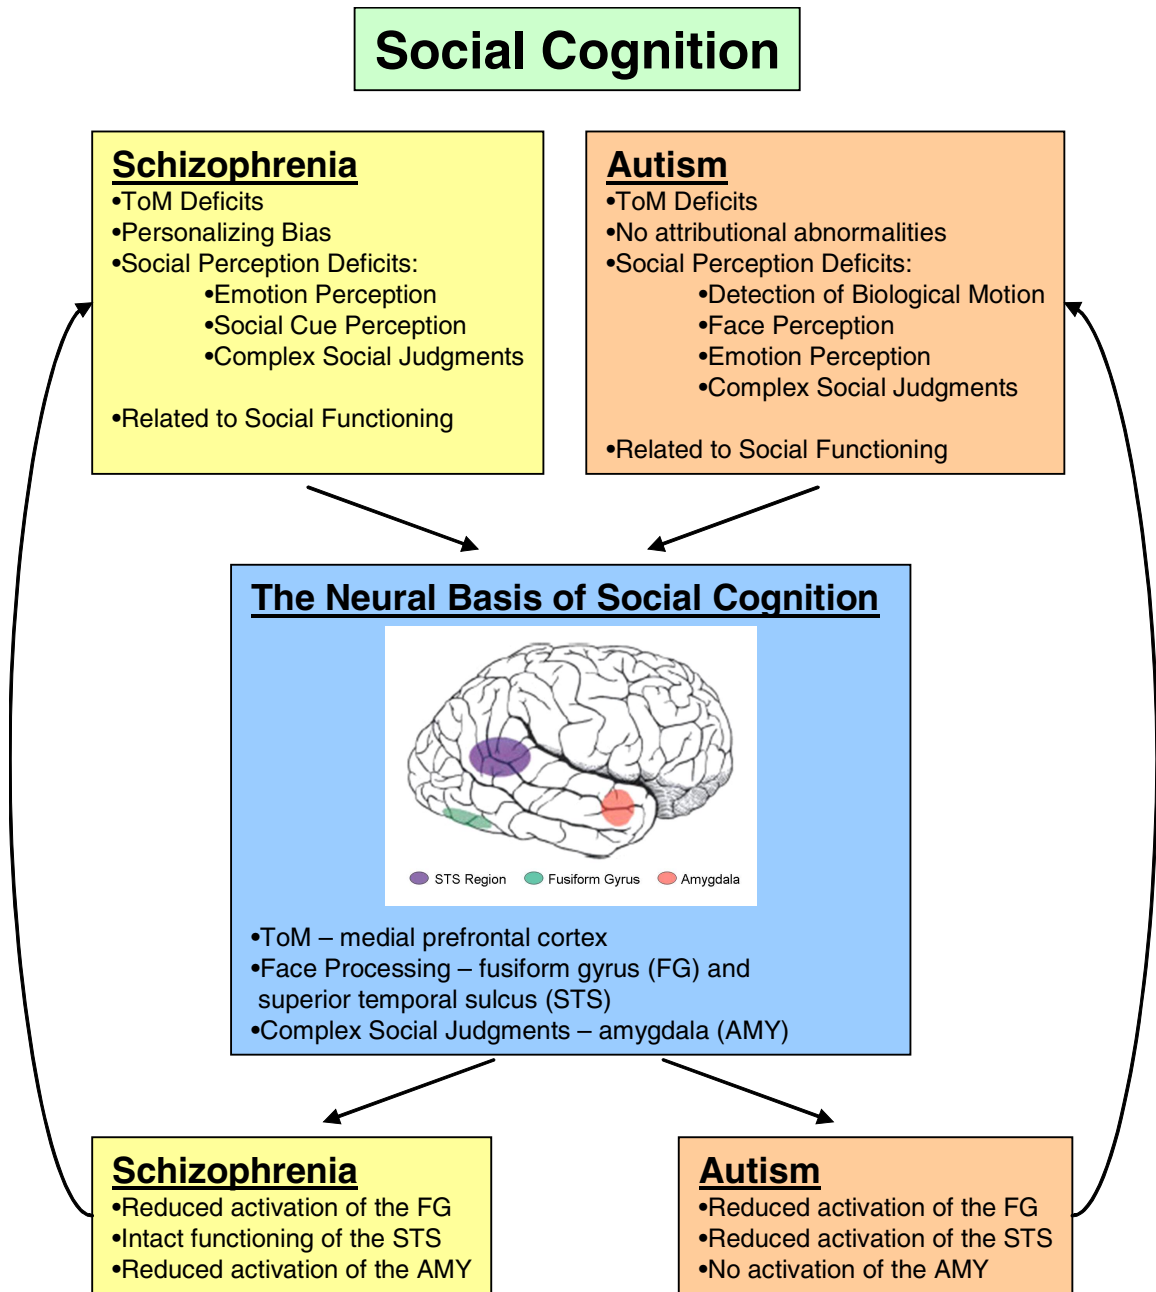 Social Cognition
Schizophrenia
•ToM Deficits
•Personalizing Bias
•Social Perception Deficits:
•Emotion Perception
•Social Cue Perception
•Complex Social Judgments
•Related to Social Functioning
Autism
•ToM Deficits
•No attributional abnormalities
•Social Perception Deficits:
•Detection of Biological Motion
•Face Perception
•Emotion Perception
•Complex Social Judgments
•Related to Social Functioning
The Neural Basis of Social Cognition
STS Region Fusiform Gyrus Amygdala
•ToM – medial prefrontal cortex
•Face Processing – fusiform gyrus (FG) and
superior temporal sulcus (STS)
•Complex Social Judgments – amygdala (AMY)
Schizophrenia
•Reduced activation of the FG
•Intact functioning of the STS
•Reduced activation of the AMY
Autism
•Reduced activation of the FG
•Reduced activation of the STS
•No activation of the AMY